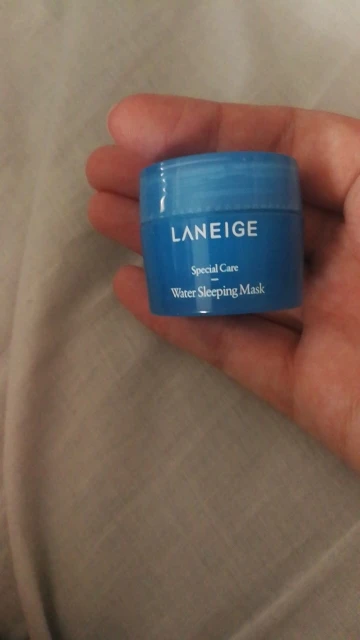 LANEIGE
Special Care
Water Sleeping Mask